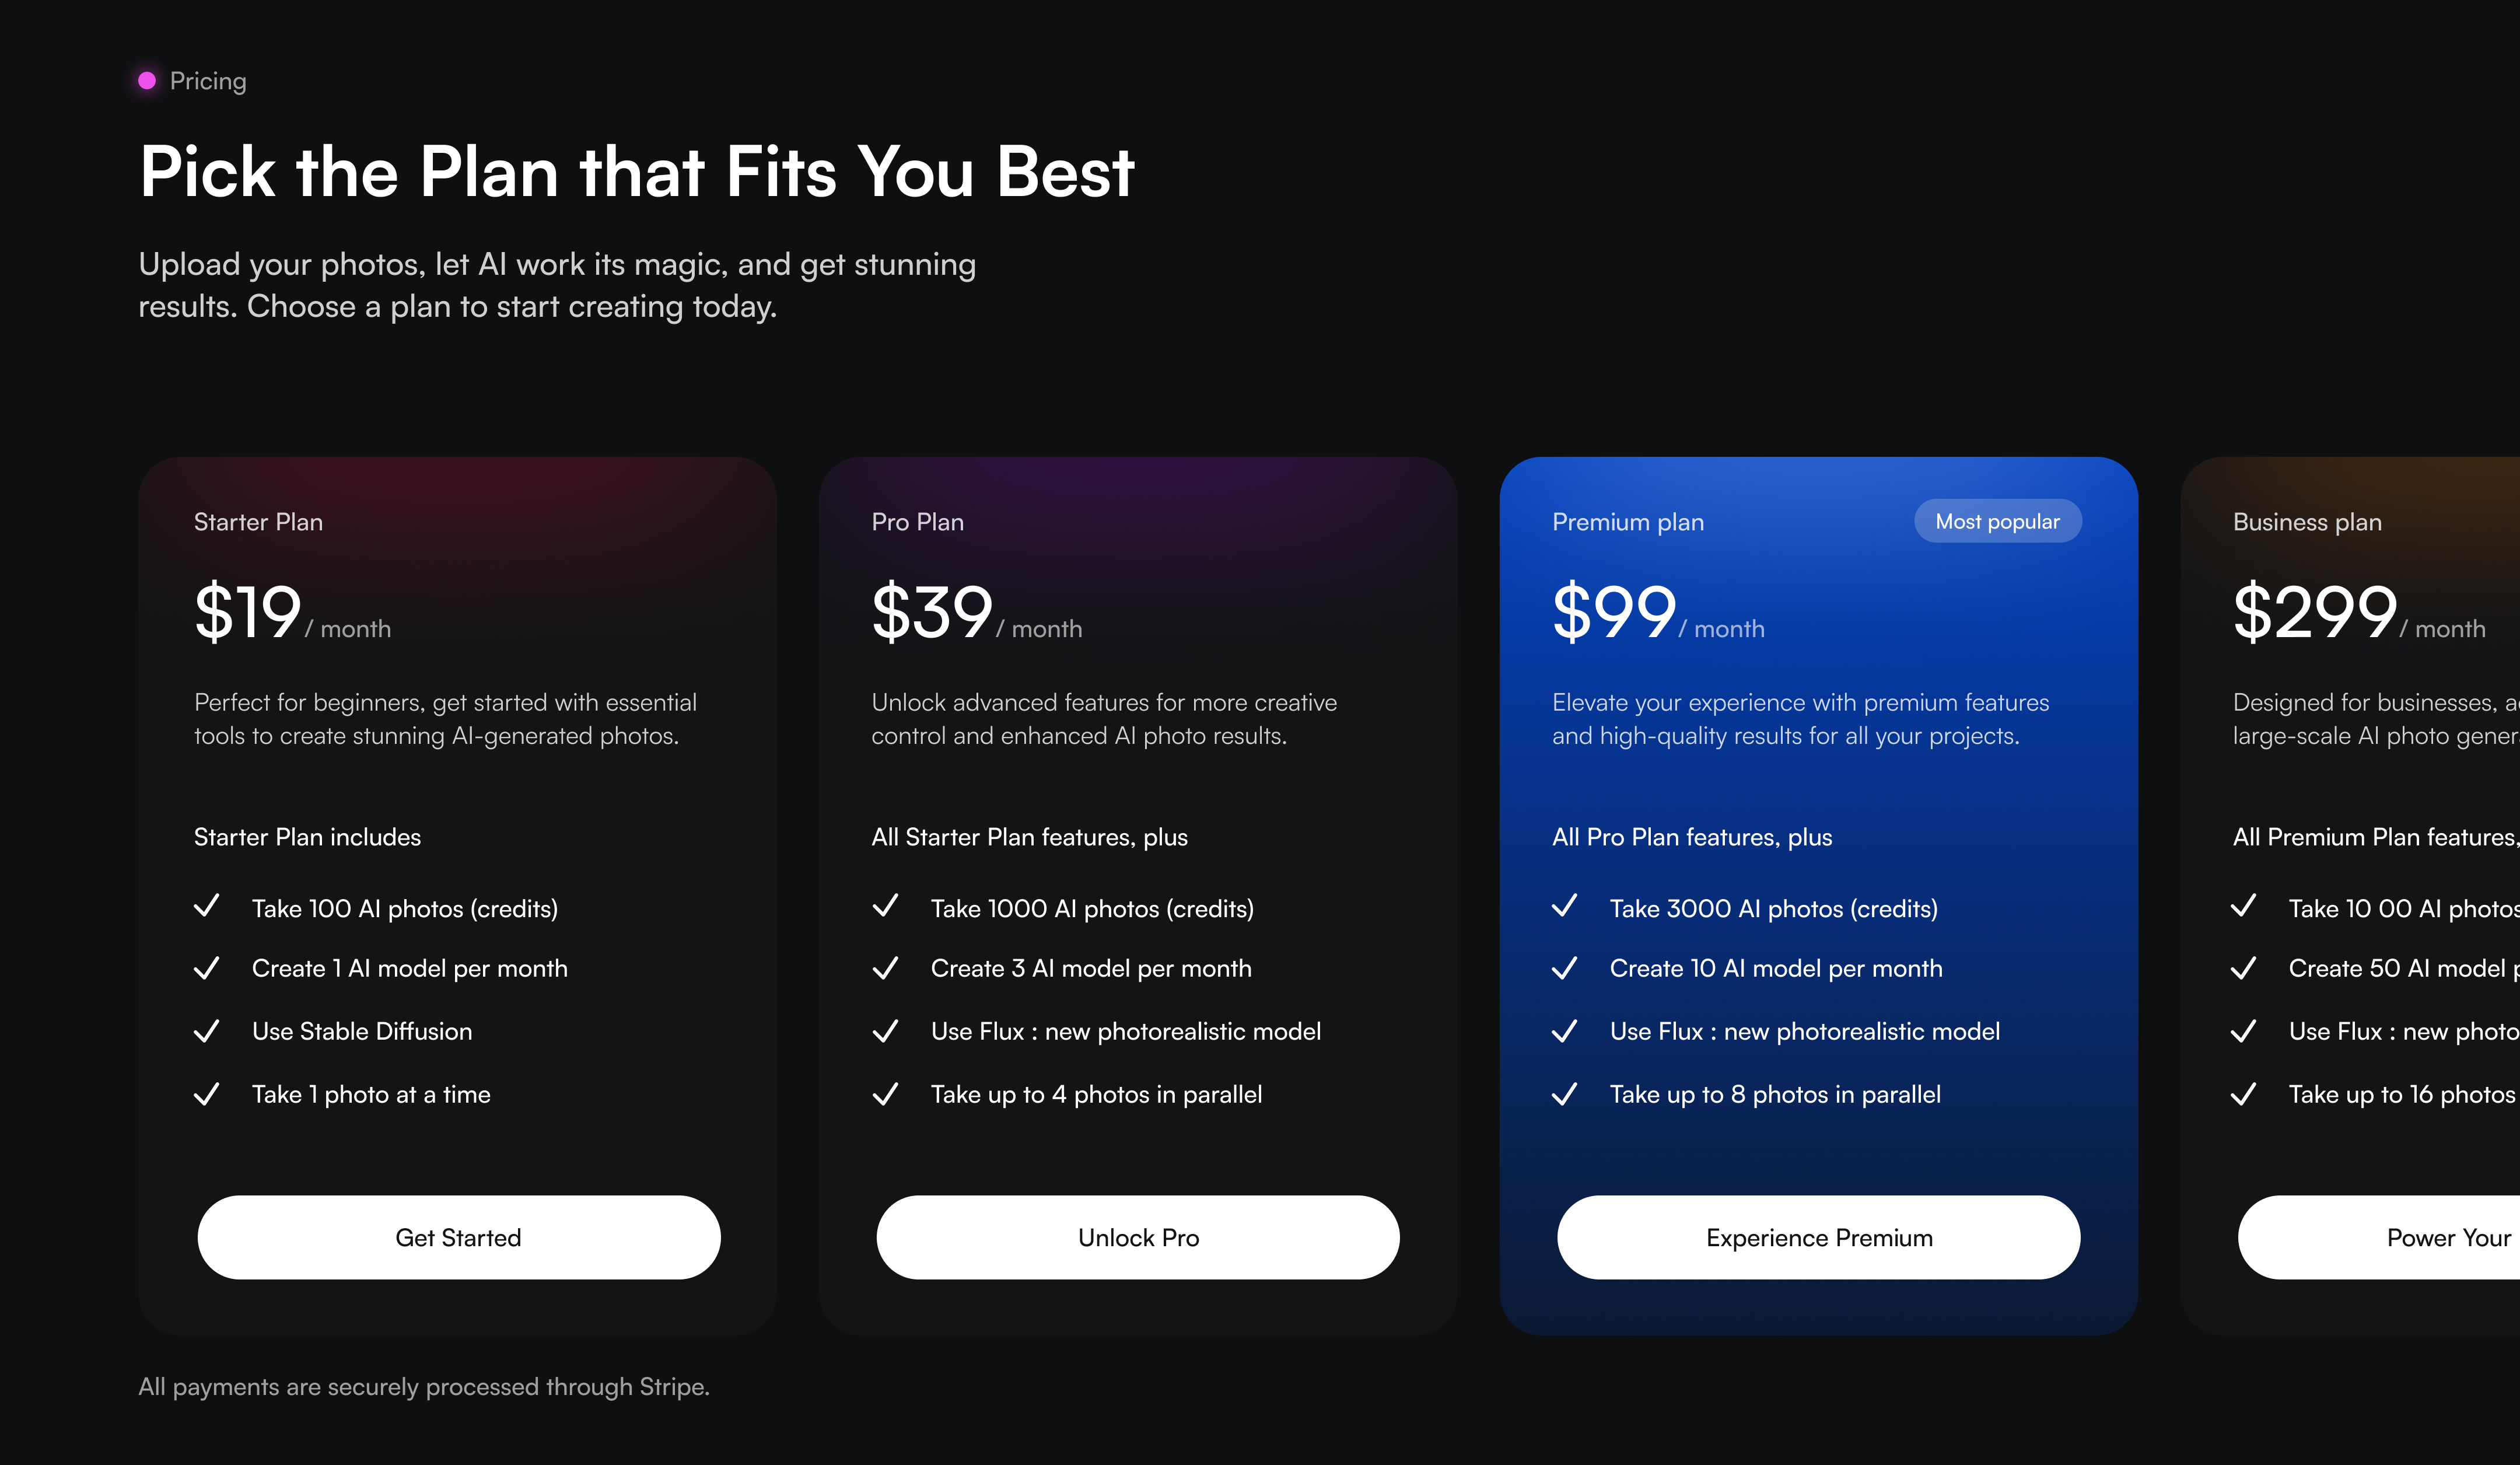 Pricing
Pick the Plan that Fits You Best
Upload your photos, let AI work its magic, and get stunning
results. Choose a plan to start creating today.
Starter Plan
$19/ month
Perfect for beginners, get started with essential
tools to create stunning AI-generated photos.
Starter Plan includes
Take 100 AI photos (credits)
Create 1 AI model per month
Use Stable Diffusion
Take 1 photo at a time
Get Started
Pro Plan
$39/ month
Unlock advanced features for more creative
control and enhanced AI photo results.
All Starter Plan features, plus
Take 1000 AI photos (credits)
Create 3 AI model per month
Use Flux : new photorealistic model
Take up to 4 photos in parallel
Unlock Pro
Premium plan
Most popular
$99/ month
Elevate your experience with premium features
and high-quality results for all your projects.
All Pro Plan features, plus
Take 3000 AI photos (credits)
Create 10 AI model per month
Use Flux : new photorealistic model
Take up to 8 photos in parallel
Experience Premium
Business plan
$299/ month
Designed for businesses,
large-scale AI photo
All Premium Plan features,
Take 10 00 AI photos
Create 50 AI model
Use Flux : new
Take up to 16 photos
Power Your
All payments are securely processed through Stripe.